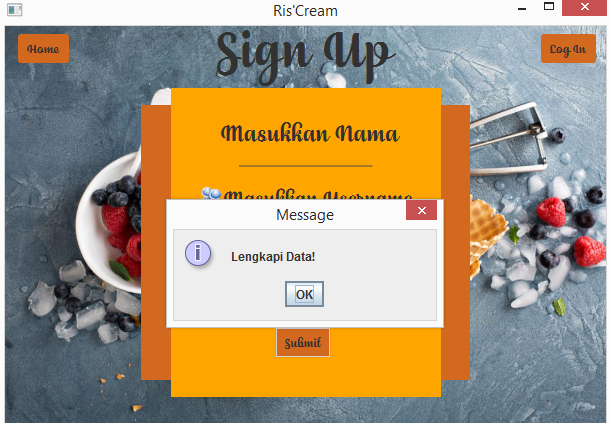 Ris'Cream
Home
Sign Up
Log In
Masukkan Nama
Masukkan Username
Message
Lengkapi Data!
OK
Submit